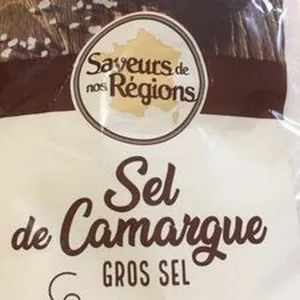 Saveurs de
nos Régions
Sel
de Camargue
GROS SEL